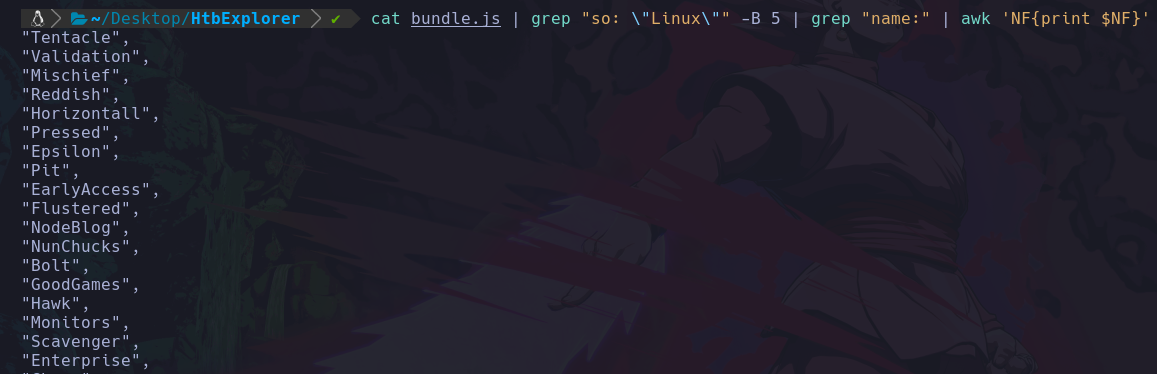 ~/Desktop/HtbExplorer ✔ cat bundle.js | grep "so: \"Linux\"" -B 5 | grep "name:" | awk 'NF{print $NF}'
"Tentacle",
"Validation",
"Mischief",
"Reddish",
"Horizontall",
"Pressed",
"Epsilon",
"Pit",
"EarlyAccess",
"Flustered",
"NodeBlog",
"NunChucks",
"Bolt",
"GoodGames",
"Hawk",
"Monitors",
"Scavenger",
"Enterprise",